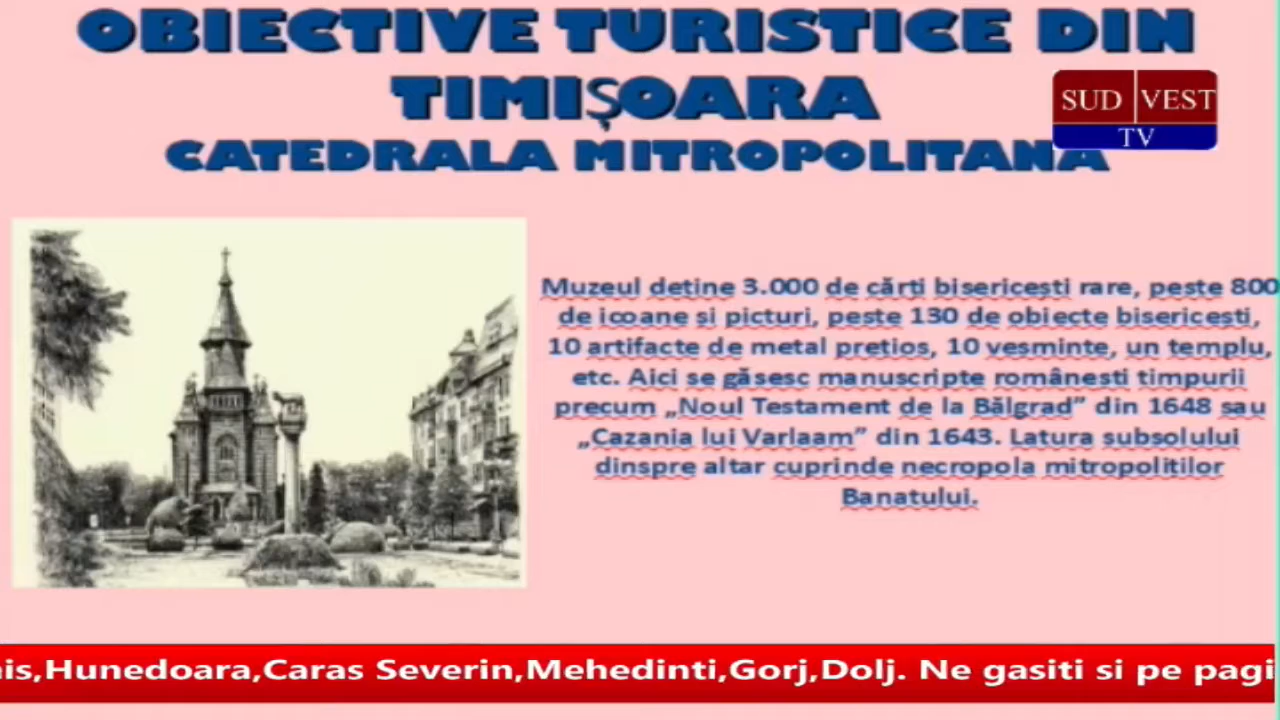 OBIECTIVE TURISTICE DIN
TIMIȘOARA
CATEDRALA MITROPOLITANA
SUD VEST
TV
Muzeul deține 3.000 de cărți bisericești rare, peste 800
de icoane și picturi, peste 130 de obiecte bisericești,
10 artifacte de metal prețios, 10 vesminte, un templu,
etc. Aici se găsesc manuscripte românești timpurii
precum „Noul Testament de la Bălgrad” din 1648 sau
„Cazania lui Varlaam” din 1643. Latura subsolului
dinspre altar cuprinde necropola mitropoliților
Banatului.
is,Hunedoara,Caras Severin,Mehedinti,Gorj,Dolj. Ne gasiti si pe pagi